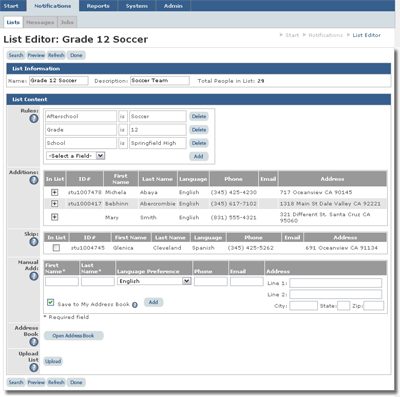 Start Notifications Reports System Admin
Lists Messages Jobs
List Editor: Grade 12 Soccer
Start Notifications List Editor
Search Preview Refresh Done
List Information
Name: Grade 12 Soccer Description: Soccer Team Total People in List: 29
List Content
Rules:
Afterschool is Soccer Delete
Grade is 12 Delete
School is Springfield High Delete
-Select a Field- Add
Additions:
In List ID# First Name Last Name Language Phone Email Address
stu1007478 Michela Abaya English (345) 425-4230 717 Oceanview CA 90145
stu1000417 Babhinn Abercrombie English (345) 617-7102 1318 Main St Dale Valley CA 92221
Mary Smith English (831) 555-4321 321 Different St. Santa Cruz CA 95060
Skip:
In List ID# First Name Last Name Language Phone Email Address
stu1004745 Glenica Cleveland Spanish (345) 425-5262 691 Oceanview CA 91134
Manual Add:
First Name* Last Name* Language Preference Phone Email Address
English
Line 1:
Line 2:
City: State: Zip:
Save to My Address Book Add
* Required field
Address Book
Open Address Book
Upload List
Upload
Search Preview Refresh Done